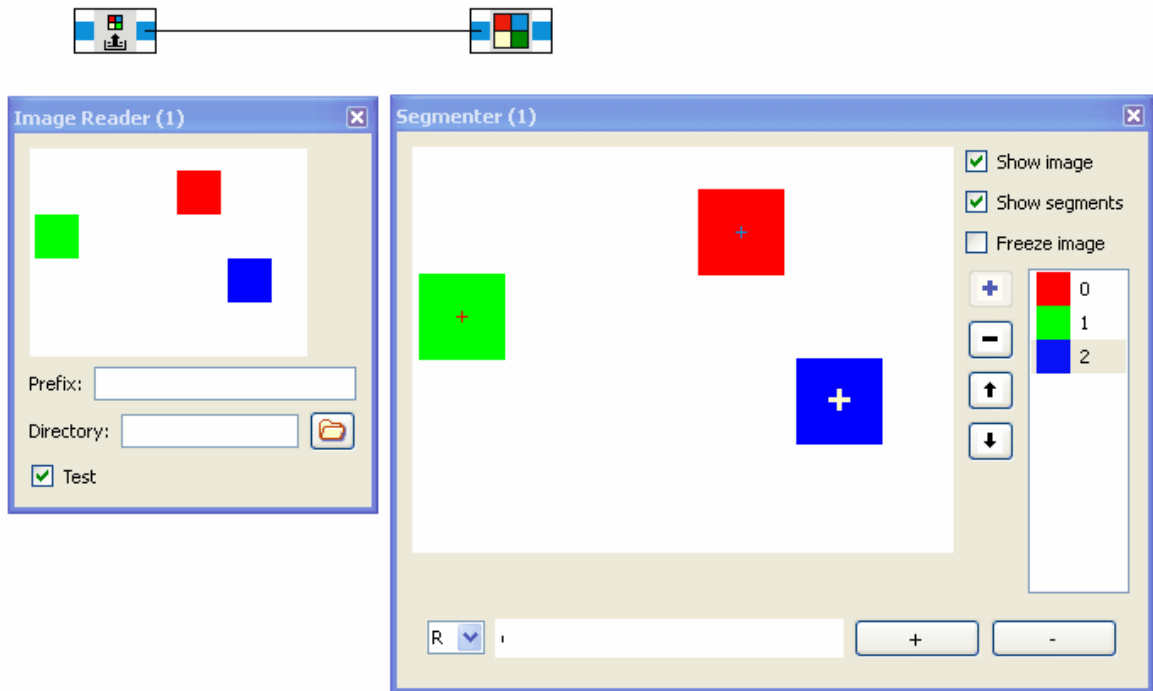 Image Reader (1)
Prefix:
Directory:
Test
Segmenter (1)
Show image
Show segments
Freeze image
0
1
2
R
+
-